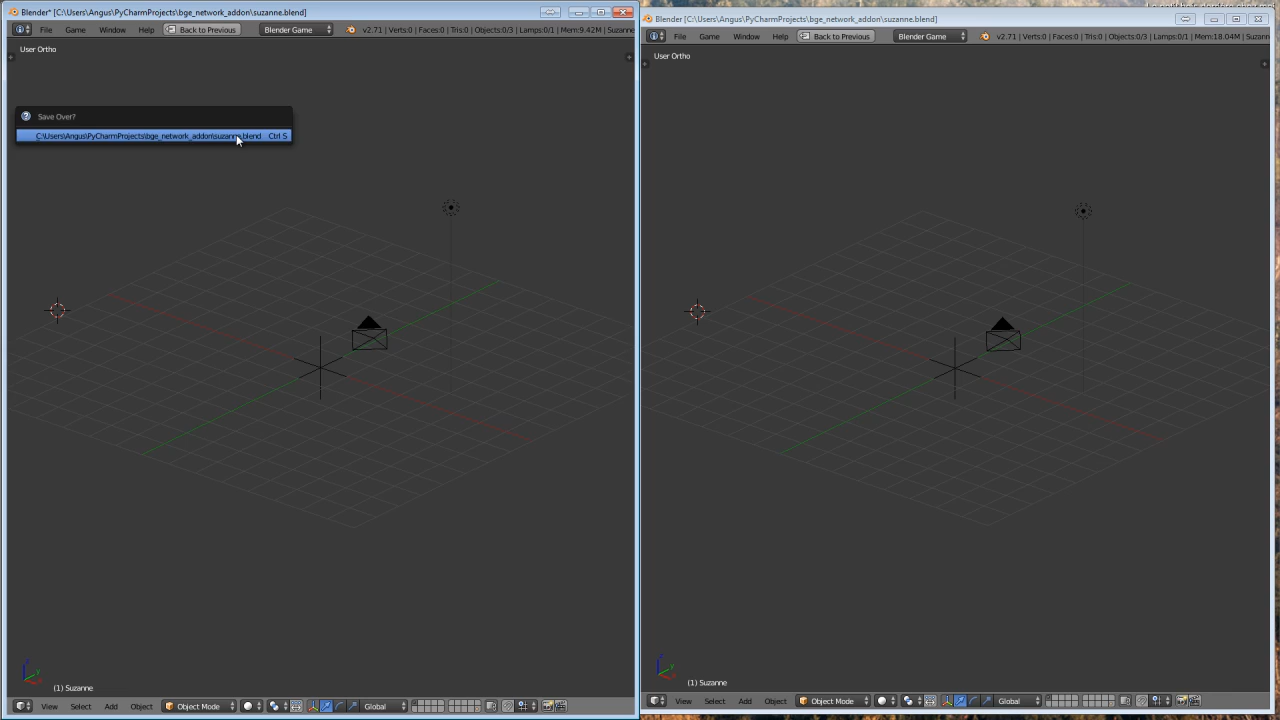 Blender* [C:\Users\Angus\PyCharmProjects\bge_network_addon\suzanne.blend]
File Game Window Help Back to Previous Blender Game v2.71 | Verts:0 | Faces:0 | Tris:0 | Objects:0/3 | Lamps:0/1 | Mem:9.42M | Suzanne
User Ortho
Save Over?
C:\Users\Angus\PyCharmProjects\bge_network_addon\suzanne.blend Ctrl S
(1) Suzanne
View Select Add Object Object Mode Global
Blender [C:\Users\Angus\PyCharmProjects\bge_network_addon\suzanne.blend]
File Game Window Help Back to Previous Blender Game v2.71 | Verts:0 | Faces:0 | Tris:0 | Objects:0/3 | Lamps:0/1 | Mem:18.04M | Suzann
User Ortho
(1) Suzanne
View Select Add Object Object Mode Global